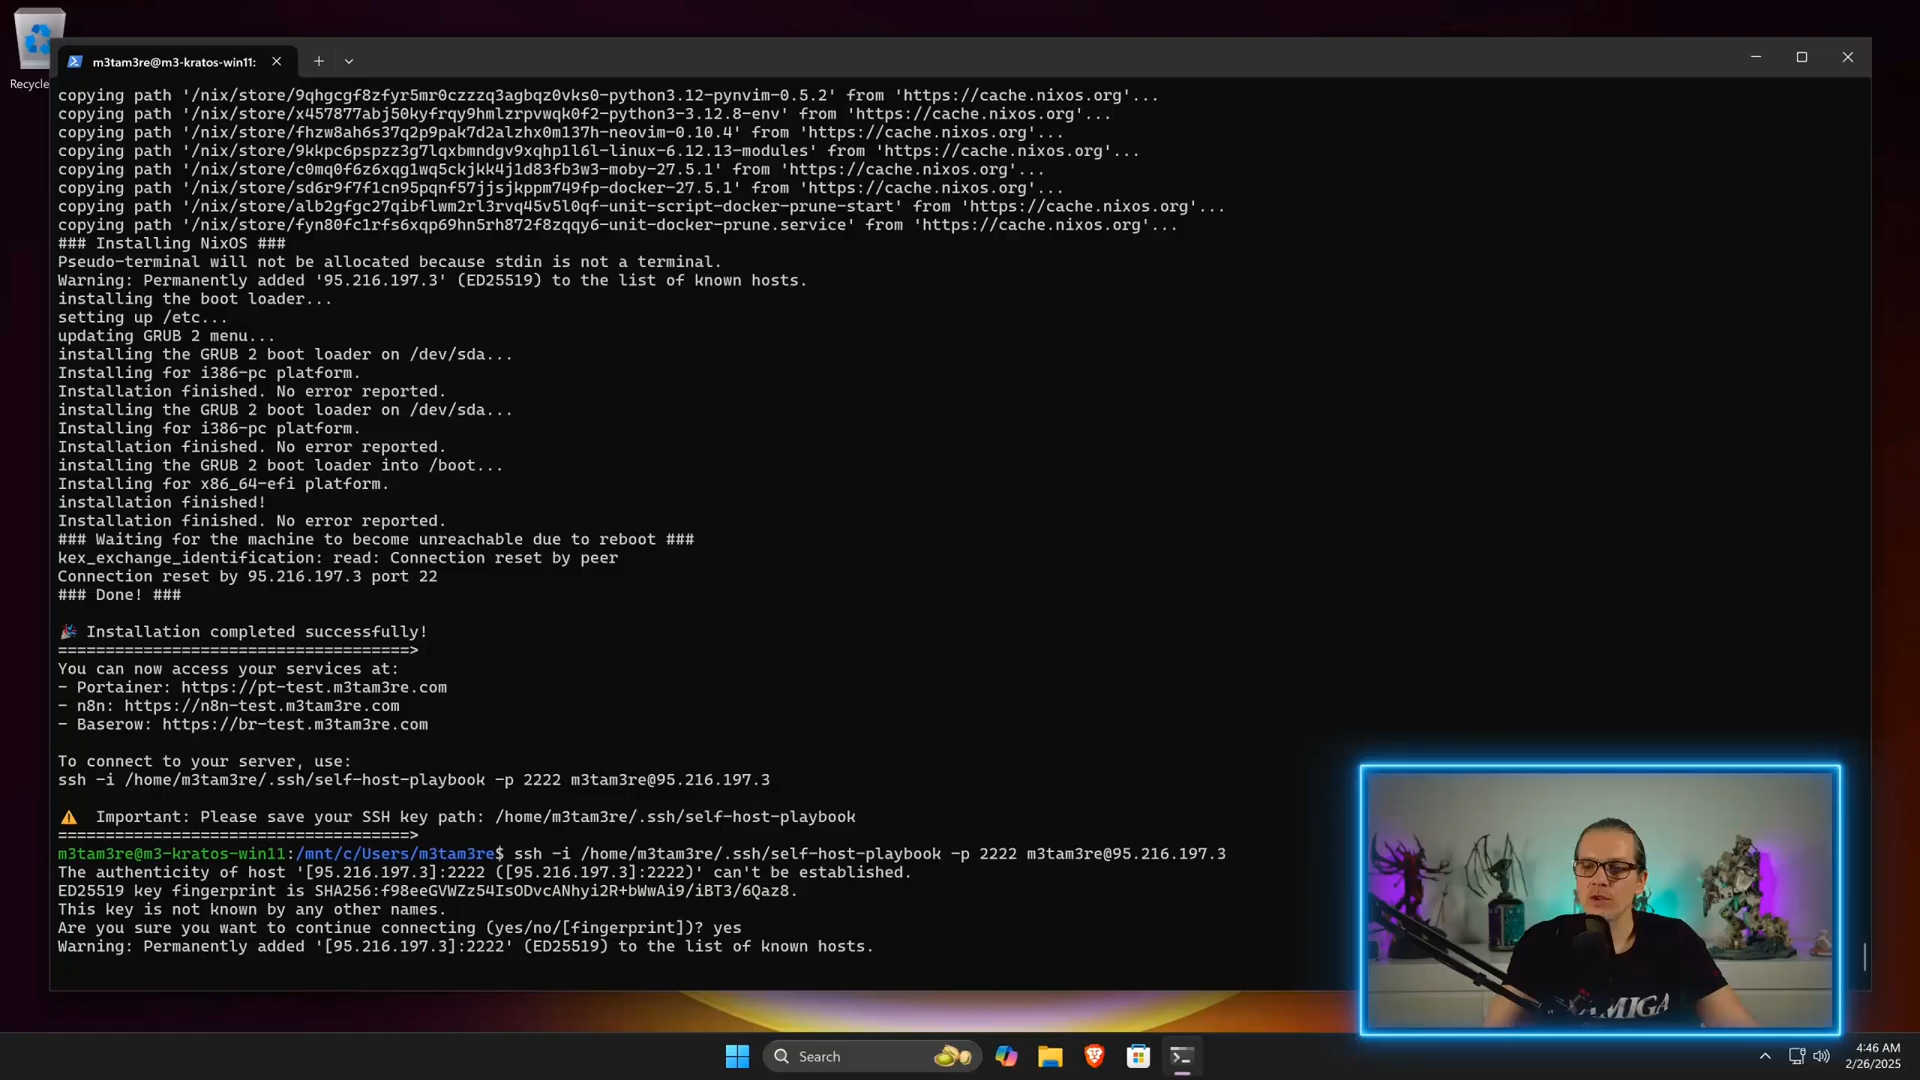 Recycle
m3tam3re@m3-kratos-win11:
copying path '/nix/store/9qhgcgf8zfyr5mr0czzzq3agbqz0vks0-python3.12-pynvim-0.5.2' from 'https://cache.nixos.org'...
copying path '/nix/store/x457877abj50kyfrqy9hmlzrpvwqk0f2-python3-3.12.8-env' from 'https://cache.nixos.org'...
copying path '/nix/store/fhzw8ah6s37q2p9pak7d2alzhx0m137h-neovim-0.10.4' from 'https://cache.nixos.org'...
copying path '/nix/store/9kkpc6pspzz3g7lqxbmndgv9xqhp1l6l-linux-6.12.13-modules' from 'https://cache.nixos.org'...
copying path '/nix/store/c0mq0f6z6xqg1wq5ckjkk4j1d83fb3w3-moby-27.5.1' from 'https://cache.nixos.org'...
copying path '/nix/store/sd6r9f7f1cn95pqnf57jjsjkppm749fp-docker-27.5.1' from 'https://cache.nixos.org'...
copying path '/nix/store/alb2gfgc27qibflwm2rl3rvq45v5l0qf-unit-script-docker-prune-start' from 'https://cache.nixos.org'...
copying path '/nix/store/fyn80fc1rfs6xqp69hn5rh872f8zqqy6-unit-docker-prune.service' from 'https://cache.nixos.org'...
### Installing NixOS ###
Pseudo-terminal will not be allocated because stdin is not a terminal.
Warning: Permanently added '95.216.197.3' (ED25519) to the list of known hosts.
installing the boot loader...
setting up /etc...
updating GRUB 2 menu...
installing the GRUB 2 boot loader on /dev/sda...
Installing for i386-pc platform.
Installation finished. No error reported.
installing the GRUB 2 boot loader on /dev/sda...
Installing for i386-pc platform.
Installation finished. No error reported.
installing the GRUB 2 boot loader into /boot...
Installing for x86_64-efi platform.
installation finished!
Installation finished. No error reported.
### Waiting for the machine to become unreachable due to reboot ###
kex_exchange_identification: read: Connection reset by peer
Connection reset by 95.216.197.3 port 22
### Done! ###
🎉 Installation completed successfully!
=====================================>
You can now access your services at:
- Portainer: https://pt-test.m3tam3re.com
- n8n: https://n8n-test.m3tam3re.com
- Baserow: https://br-test.m3tam3re.com
To connect to your server, use:
ssh -i /home/m3tam3re/.ssh/self-host-playbook -p 2222 m3tam3re@95.216.197.3
⚠️ Important: Please save your SSH key path: /home/m3tam3re/.ssh/self-host-playbook
=====================================>
m3tam3re@m3-kratos-win11:/mnt/c/Users/m3tam3re$ ssh -i /home/m3tam3re/.ssh/self-host-playbook -p 2222 m3tam3re@95.216.197.3
The authenticity of host '[95.216.197.3]:2222 ([95.216.197.3]:2222)' can't be established.
ED25519 key fingerprint is SHA256:f98eeGVWZz54IsODvcANhyi2R+bWwAi9/iBT3/6Qaz8.
This key is not known by any other names.
Are you sure you want to continue connecting (yes/no/[fingerprint])? yes
Warning: Permanently added '[95.216.197.3]:2222' (ED25519) to the list of known hosts.
AMIGA
Search
4:46 AM
2/26/2025